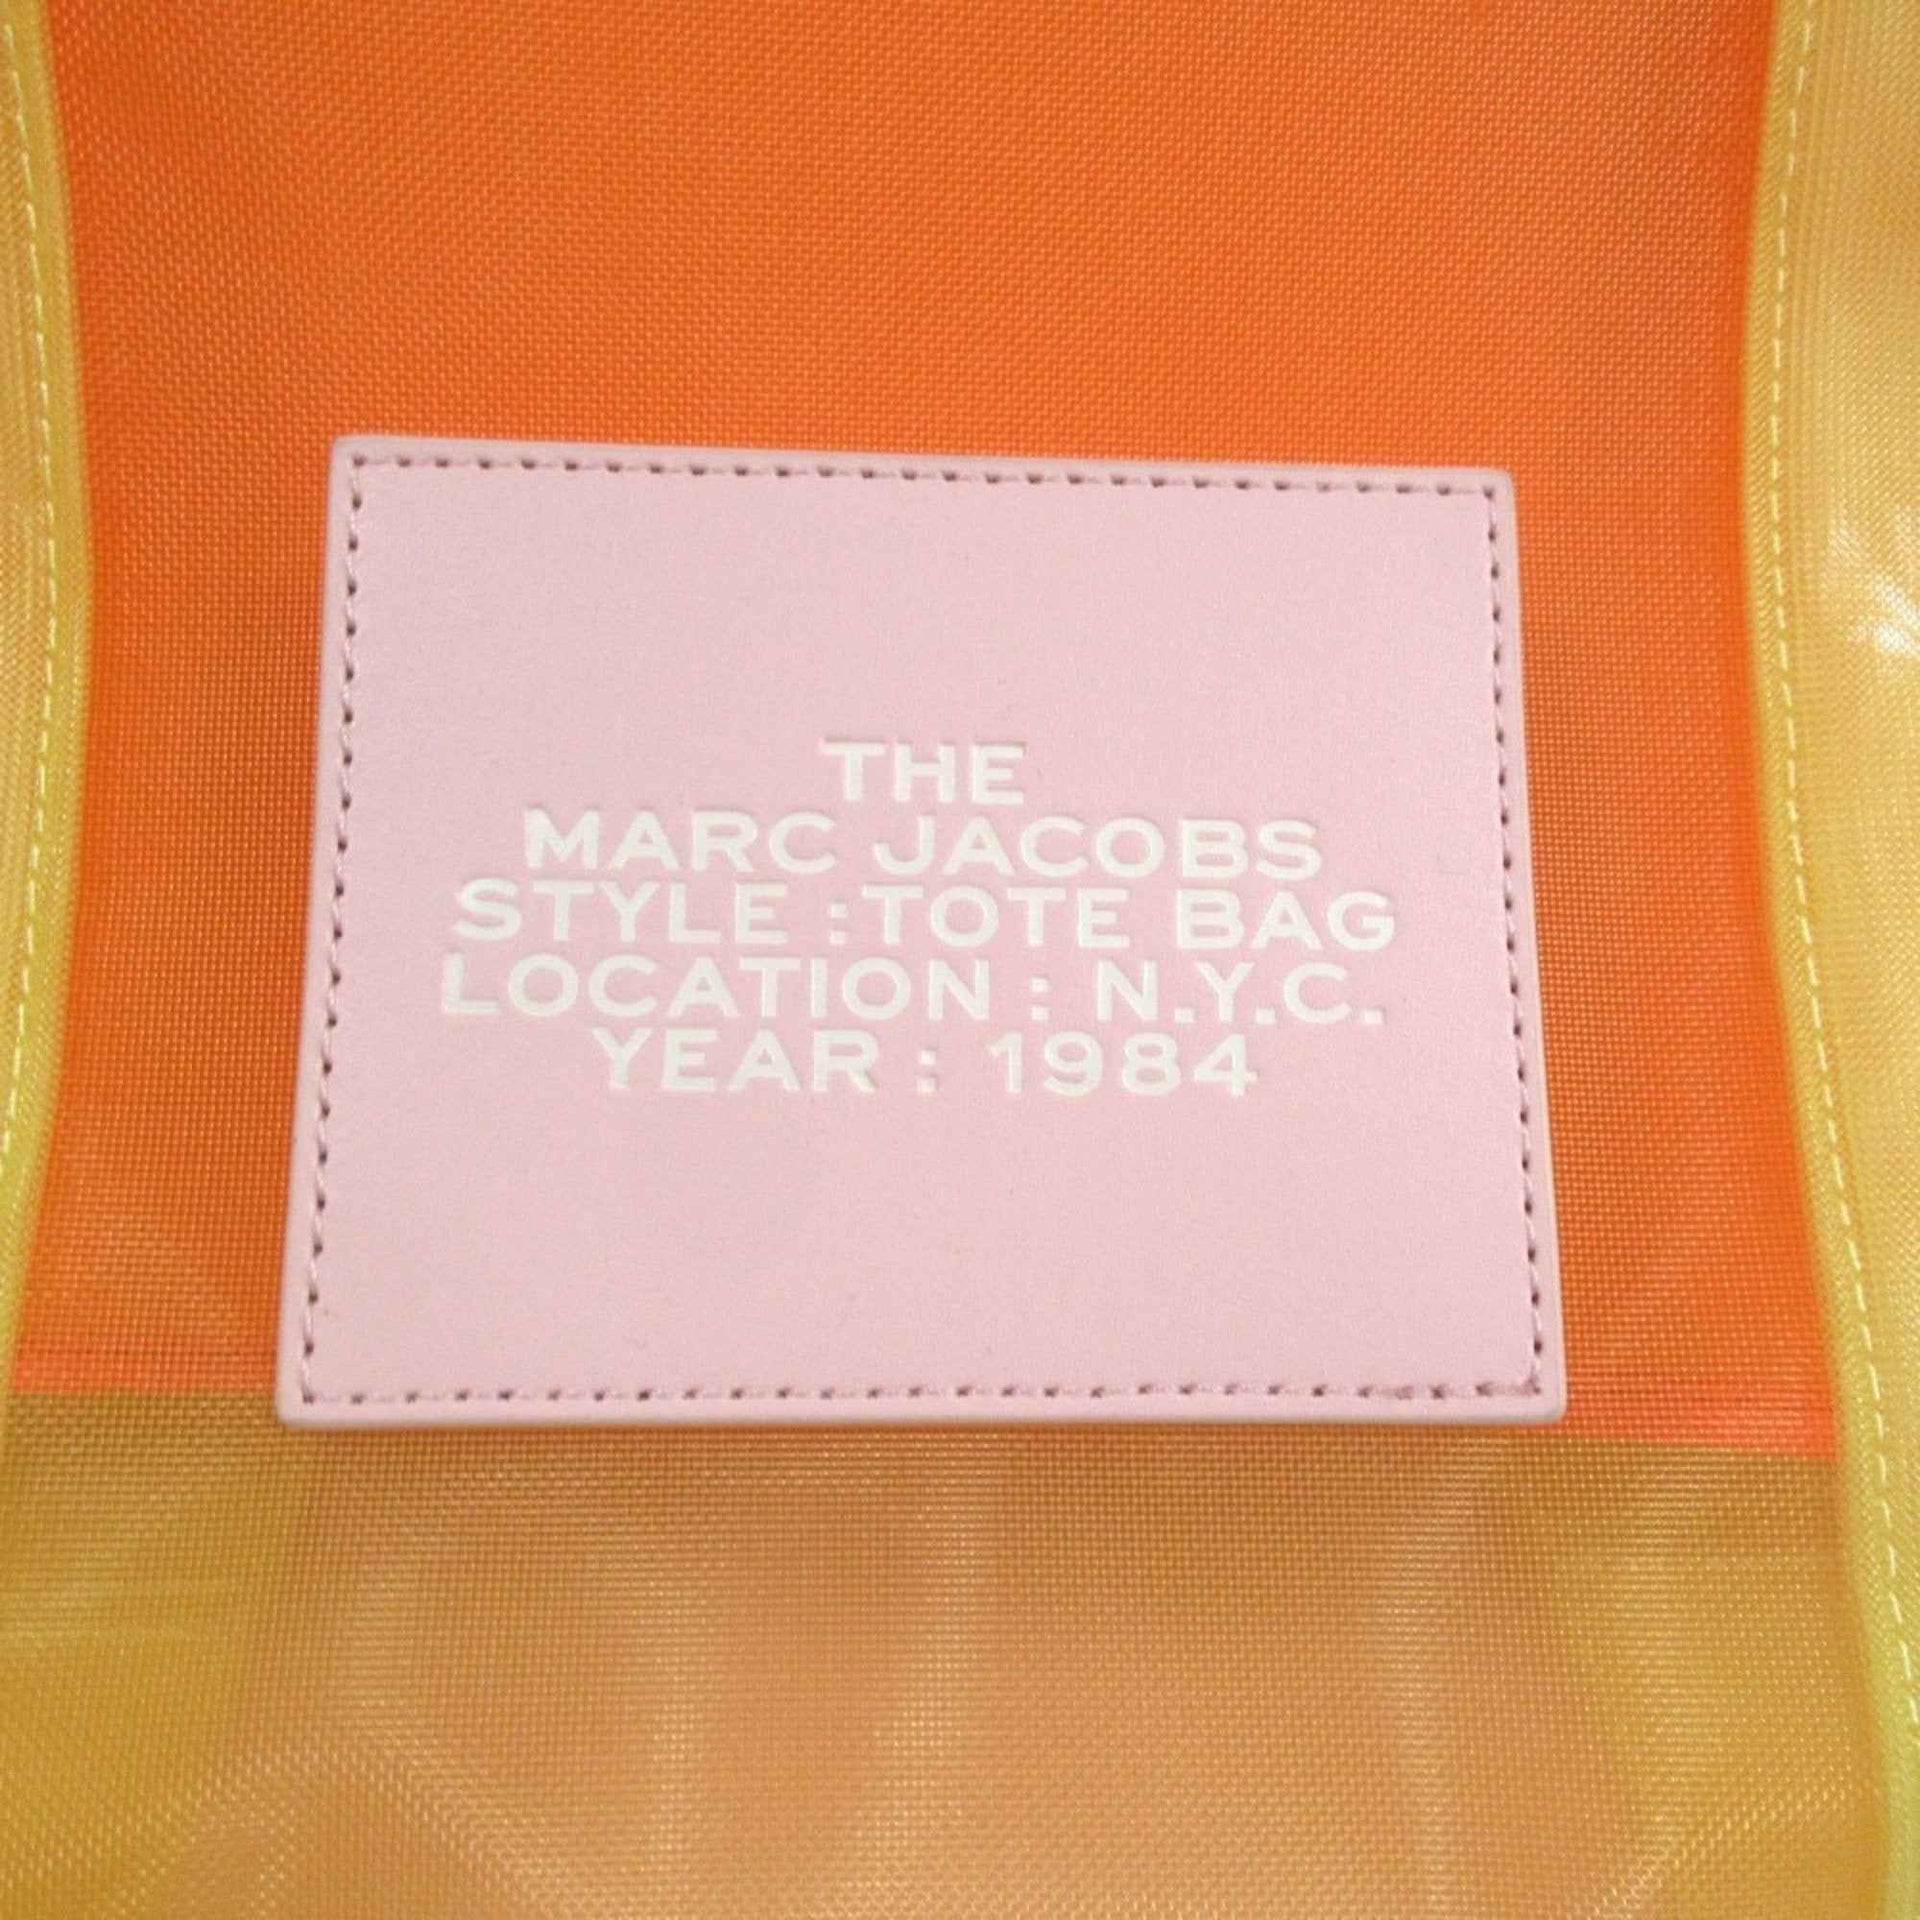 THE
MARC JACOBS
STYLE :TOTE BAG
LOCATION : N.Y.C.
YEAR : 1984